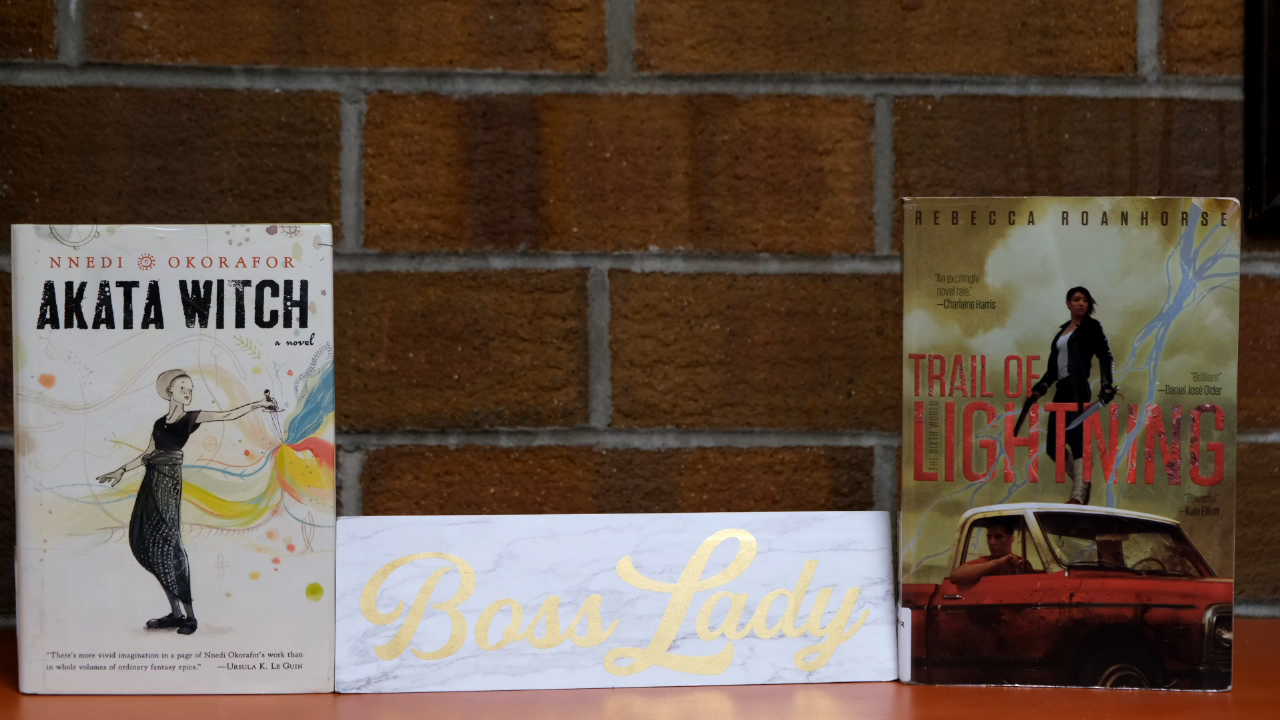 NNEDI OKORAFOR
AKATA WITCH
a novel
"There's more vivid imagination in a page of Nnedi Okorafor's work than
in whole volumes of ordinary fantasy epics." —URSULA K. LE GUIN
Boss Lady
REBECCA ROANHORSE
"An excitingly
novel tale."
—Charlaine Harris
TRAIL OF
LIGHTNING
THE SIXTH WORLD
"Brilliant"
—Daniel José Older
"Powerful"
—Kate Elliott